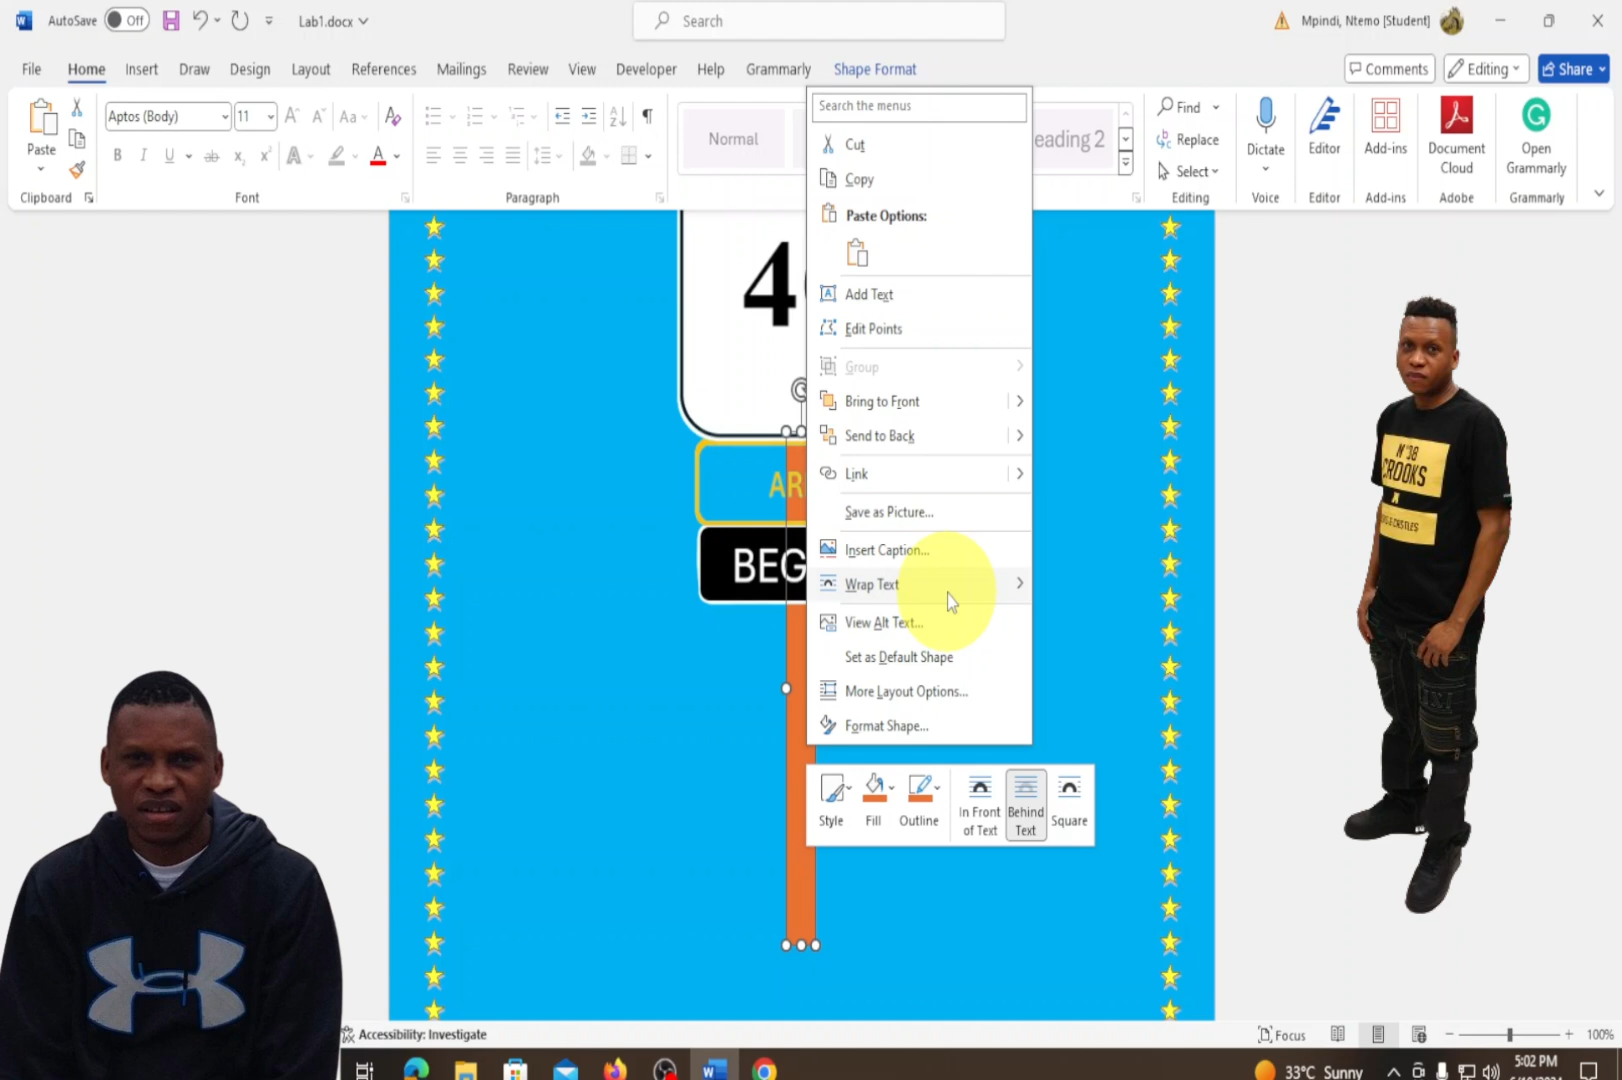 AutoSave Off Lab1.docx Search Mpindi, Ntemo [Student]
File Home Insert Draw Design Layout References Mailings Review View Developer Help Grammarly Shape Format Comments Editing Share
Search the menus
Aptos (Body) 11 Aa
Paste
B I U ab x₂ x² A A
Normal
eading 2
Find
Replace
Select
Dictate
Editor
Add-ins
Document
Cloud
Open
Grammarly
Clipboard Font Paragraph Editing Voice Editor Add-ins Adobe Grammarly
Cut
Copy
Paste Options:
Add Text
Edit Points
Group
Bring to Front
Send to Back
Link
Save as Picture...
Insert Caption...
Wrap Text
View Alt Text...
Set as Default Shape
More Layout Options...
Format Shape...
4
AR
BEG
Style
Fill
Outline
In Front
of Text
Behind
Text
Square
N°98
CROOKS
& CASTLES
Accessibility: Investigate Focus 100%
33°C Sunny
5:02 PM